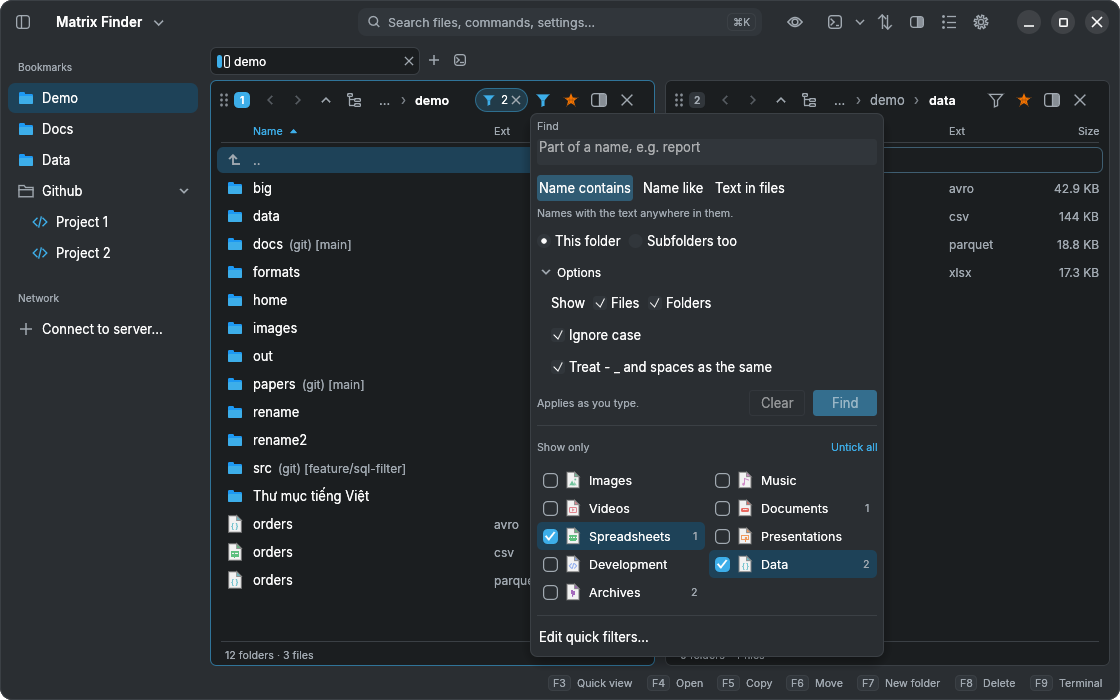 Matrix Finder
Search files, commands, settings... ⌘K
Bookmarks
Demo
Docs
Data
Github
Project 1
Project 2
Network
Connect to server...
demo
1 ... › demo 2
Name Ext
..
big
data
docs (git) [main]
formats
home
images
out
papers (git) [main]
rename
rename2
src (git) [feature/sql-filter]
Thư mục tiếng Việt
orders avro
orders csv
orders parque
12 folders · 3 files
2 ... › demo › data
Ext Size
avro 42.9 KB
csv 144 KB
parquet 18.8 KB
xlsx 17.3 KB
Find
Part of a name, e.g. report
Name contains Name like Text in files
Names with the text anywhere in them.
This folder Subfolders too
Options
Show Files Folders
Ignore case
Treat - _ and spaces as the same
Applies as you type. Clear Find
Show only Untick all
Images Music
Videos Documents 1
Spreadsheets 1 Presentations
Development Data 2
Archives 2
Edit quick filters...
F3 Quick view F4 Open F5 Copy F6 Move F7 New folder F8 Delete F9 Terminal